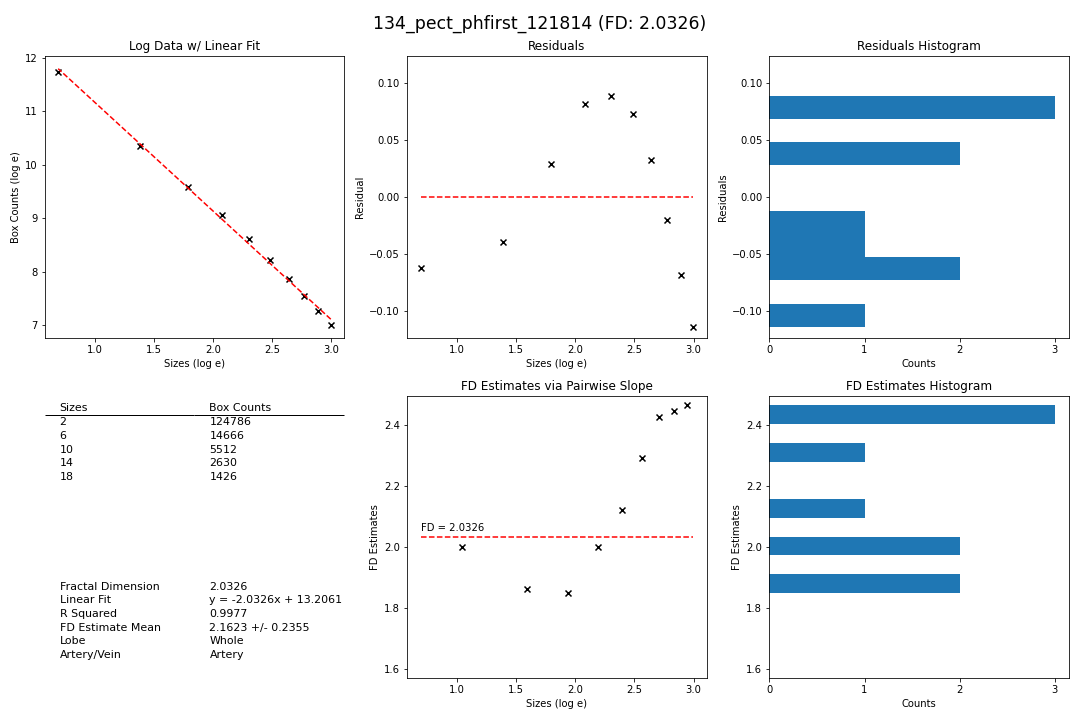 134_pect_phfirst_121814 (FD: 2.0326)
Log Data w/ Linear Fit
Box Counts (log e)
12
11
10
9
8
7
1.0 1.5 2.0 2.5 3.0
Sizes (log e)
Residuals
Residual
0.10
0.05
0.00
−0.05
−0.10
1.0 1.5 2.0 2.5 3.0
Sizes (log e)
Residuals Histogram
Residuals
0.10
0.05
0.00
−0.05
−0.10
0 1 2 3
Counts
Sizes Box Counts
2 124786
6 14666
10 5512
14 2630
18 1426
Fractal Dimension 2.0326
Linear Fit y = -2.0326x + 13.2061
R Squared 0.9977
FD Estimate Mean 2.1623 +/- 0.2355
Lobe Whole
Artery/Vein Artery
FD Estimates via Pairwise Slope
FD Estimates
2.4
2.2
2.0
1.8
1.6
FD = 2.0326
1.0 1.5 2.0 2.5 3.0
Sizes (log e)
FD Estimates Histogram
FD Estimates
2.4
2.2
2.0
1.8
1.6
0 1 2 3
Counts